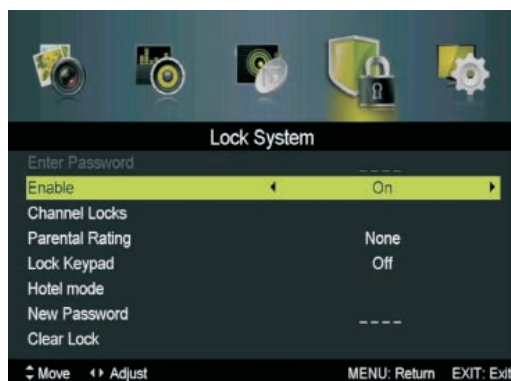 Lock System
Enter Password _ _ _ _
Enable On
Channel Locks
Parental Rating None
Lock Keypad Off
Hotel mode
New Password _ _ _ _
Clear Lock
Move Adjust MENU: Return EXIT: Exit